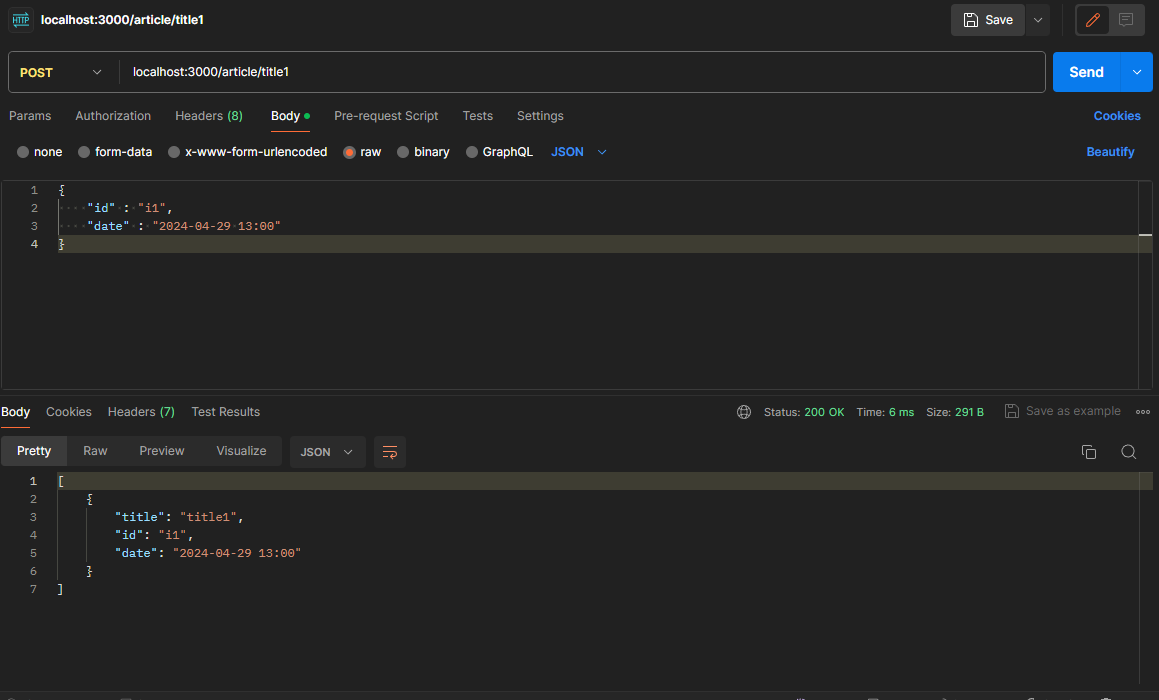 HTTP localhost:3000/article/title1 Save
POST localhost:3000/article/title1 Send
Params Authorization Headers (8) Body Pre-request Script Tests Settings Cookies
none form-data x-www-form-urlencoded raw binary GraphQL JSON Beautify
1 {
2 "id" : "i1",
3 "date" : "2024-04-29 13:00"
4 }
Body Cookies Headers (7) Test Results Status: 200 OK Time: 6 ms Size: 291 B Save as example
Pretty Raw Preview Visualize JSON
1 [
2 {
3 "title": "title1",
4 "id": "i1",
5 "date": "2024-04-29 13:00"
6 }
7 ]